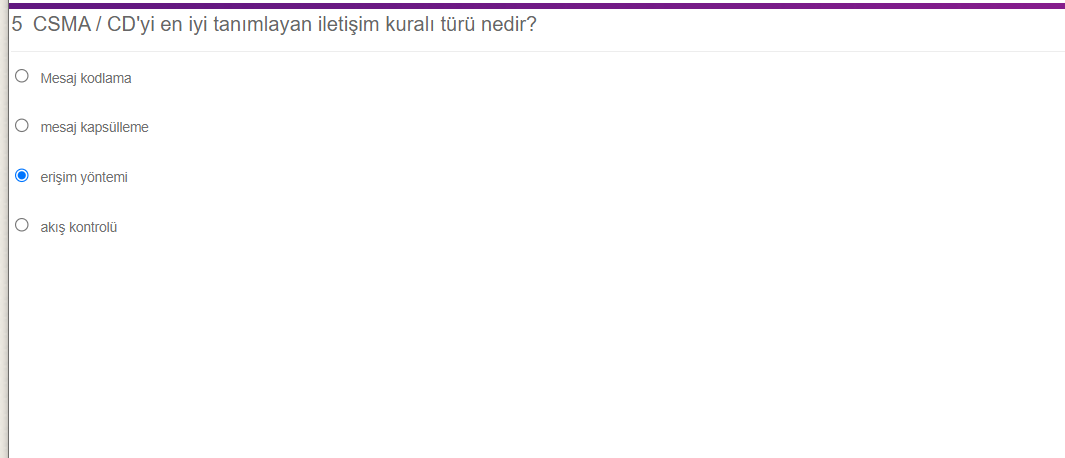 5 CSMA / CD'yi en iyi tanımlayan iletişim kuralı türü nedir?
Mesaj kodlama
mesaj kapsülleme
erişim yöntemi
akış kontrolü